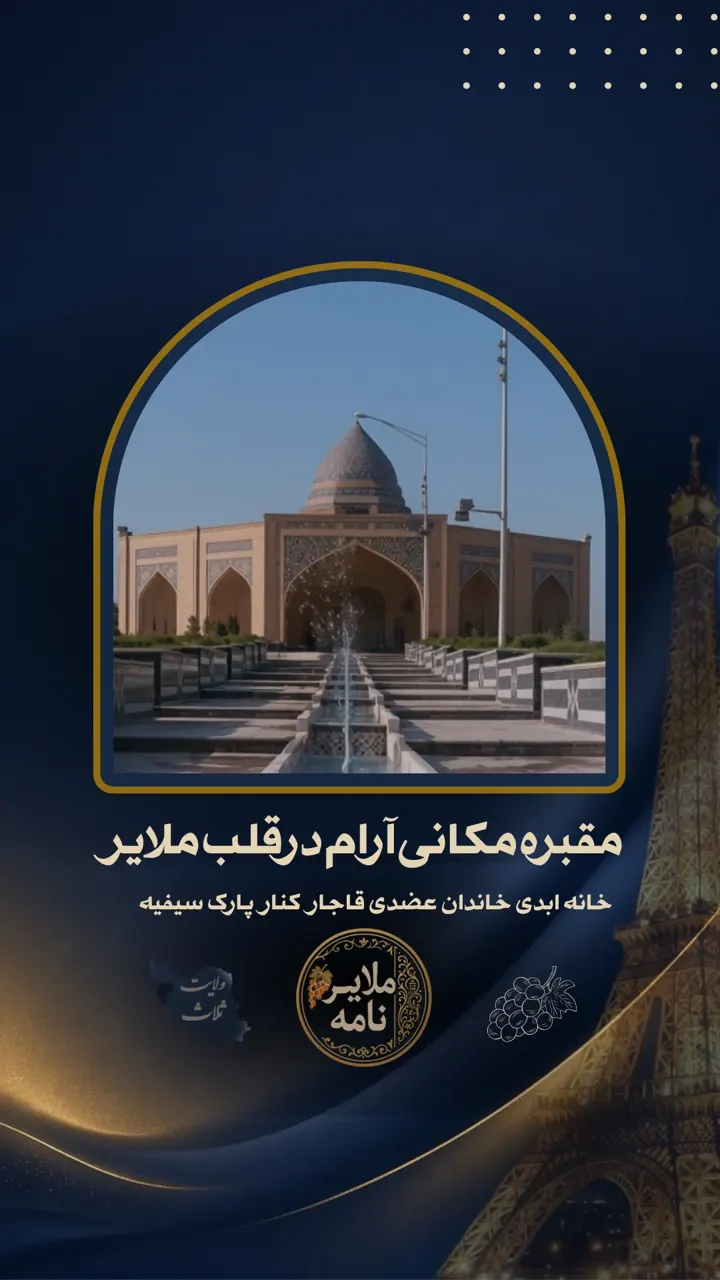 مقبره مکانی آرام در قلب ملایر
خانه ابدی خاندان عضدی قاجار کنار پارک سیفیه
ملایر
نامه
ولایت
ثلاث